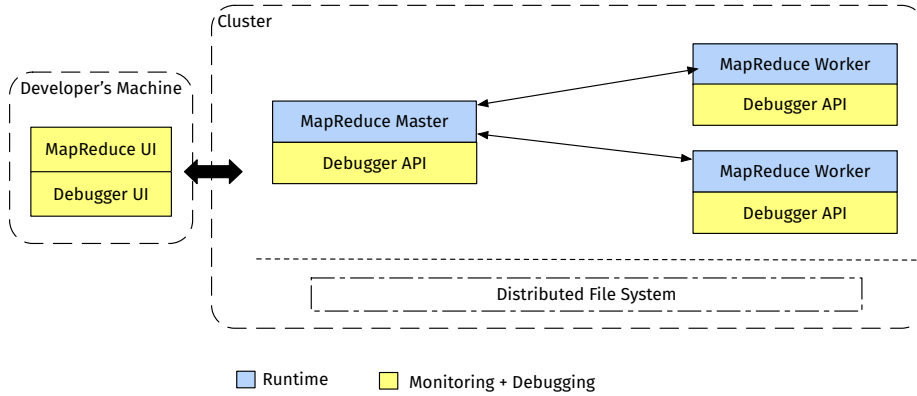 Cluster
Developer's Machine
MapReduce UI
Debugger UI
MapReduce Master
Debugger API
MapReduce Worker
Debugger API
MapReduce Worker
Debugger API
Distributed File System
Runtime
Monitoring + Debugging